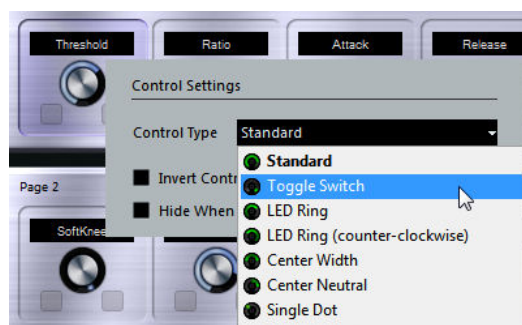 Threshold Ratio Attack Release
Control Settings
Control Type Standard
Standard
Invert Contr Toggle Switch
Hide When LED Ring
LED Ring (counter-clockwise)
Center Width
Center Neutral
Single Dot
Page 2
SoftKnee